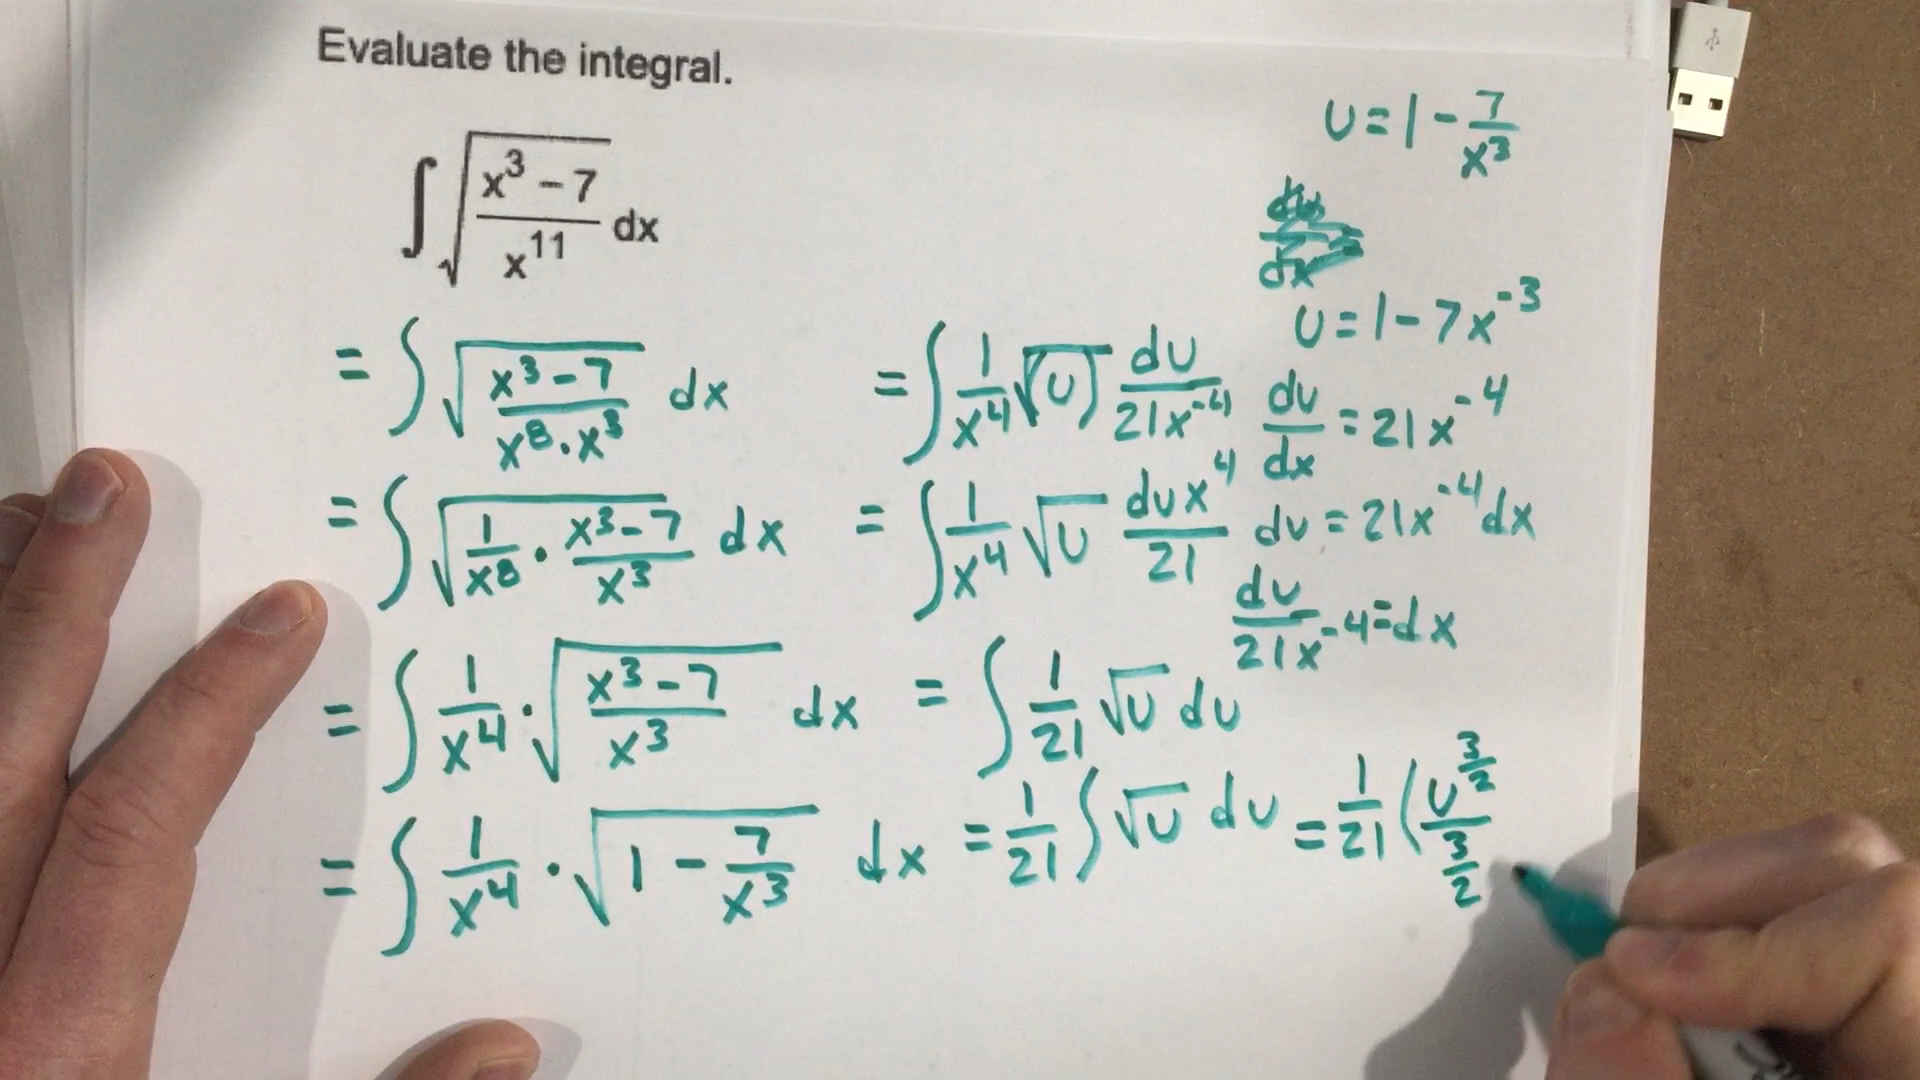 Evaluate the integral.
∫ √((x³ − 7)/x¹¹) dx
= ∫ √((x³ − 7)/(x⁸ · x³)) dx
= ∫ √(1/x⁸ · (x³ − 7)/x³) dx
= ∫ 1/x⁴ · √((x³ − 7)/x³) dx
= ∫ 1/x⁴ · √(1 − 7/x³) dx
= ∫ 1/x⁴ √(u) du/(21x⁻⁴)
= ∫ 1/x⁴ √u (du x⁴)/21
= ∫ 1/21 √u du
= 1/21 ∫ √u du = 1/21 (u^(3/2)/(3/2)
u = 1 − 7/x³
u = 1 − 7x⁻³
du/dx = 21x⁻⁴
du = 21x⁻⁴dx
du/(21x⁻⁴) = dx